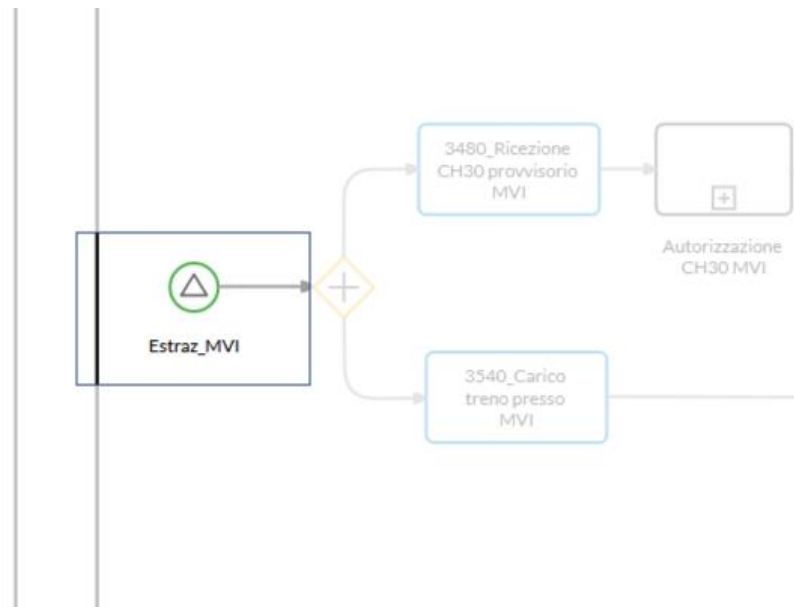 3480_Ricezione
CH30 provvisorio
MVI
Autorizzazione
CH30 MVI
Estraz_MVI
3540_Carico
treno presso
MVI